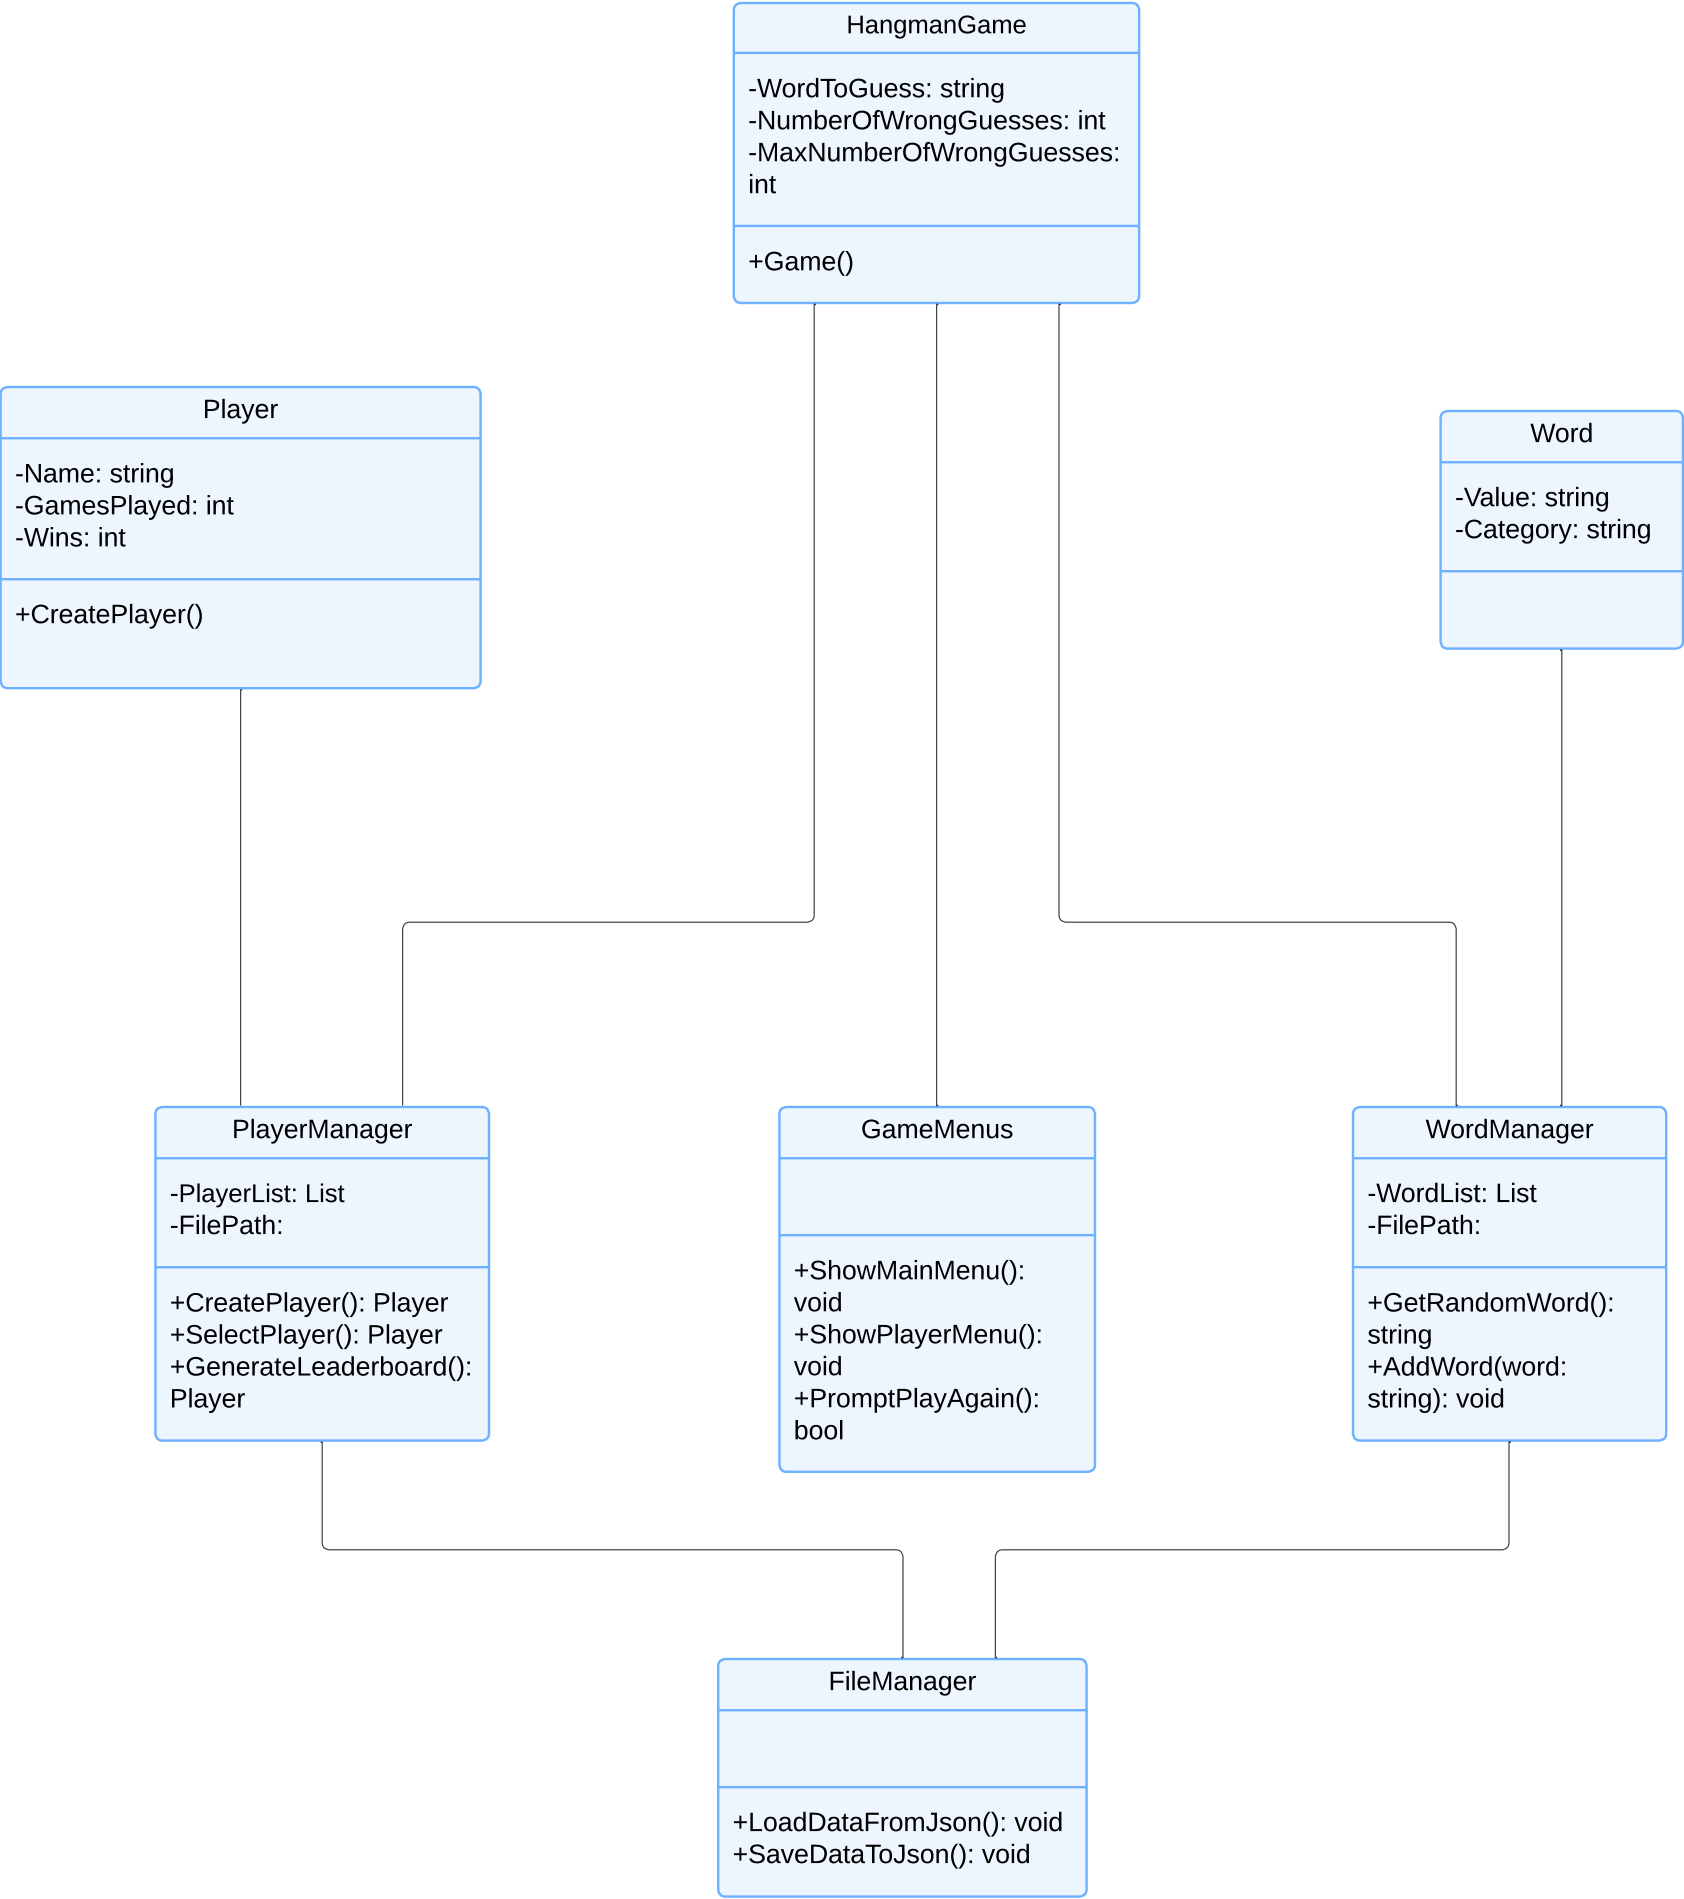 HangmanGame
-WordToGuess: string
-NumberOfWrongGuesses: int
-MaxNumberOfWrongGuesses:
int
+Game()
Player
-Name: string
-GamesPlayed: int
-Wins: int
+CreatePlayer()
Word
-Value: string
-Category: string
PlayerManager
-PlayerList: List
-FilePath:
+CreatePlayer(): Player
+SelectPlayer(): Player
+GenerateLeaderboard():
Player
GameMenus
+ShowMainMenu():
void
+ShowPlayerMenu():
void
+PromptPlayAgain():
bool
WordManager
-WordList: List
-FilePath:
+GetRandomWord():
string
+AddWord(word:
string): void
FileManager
+LoadDataFromJson(): void
+SaveDataToJson(): void